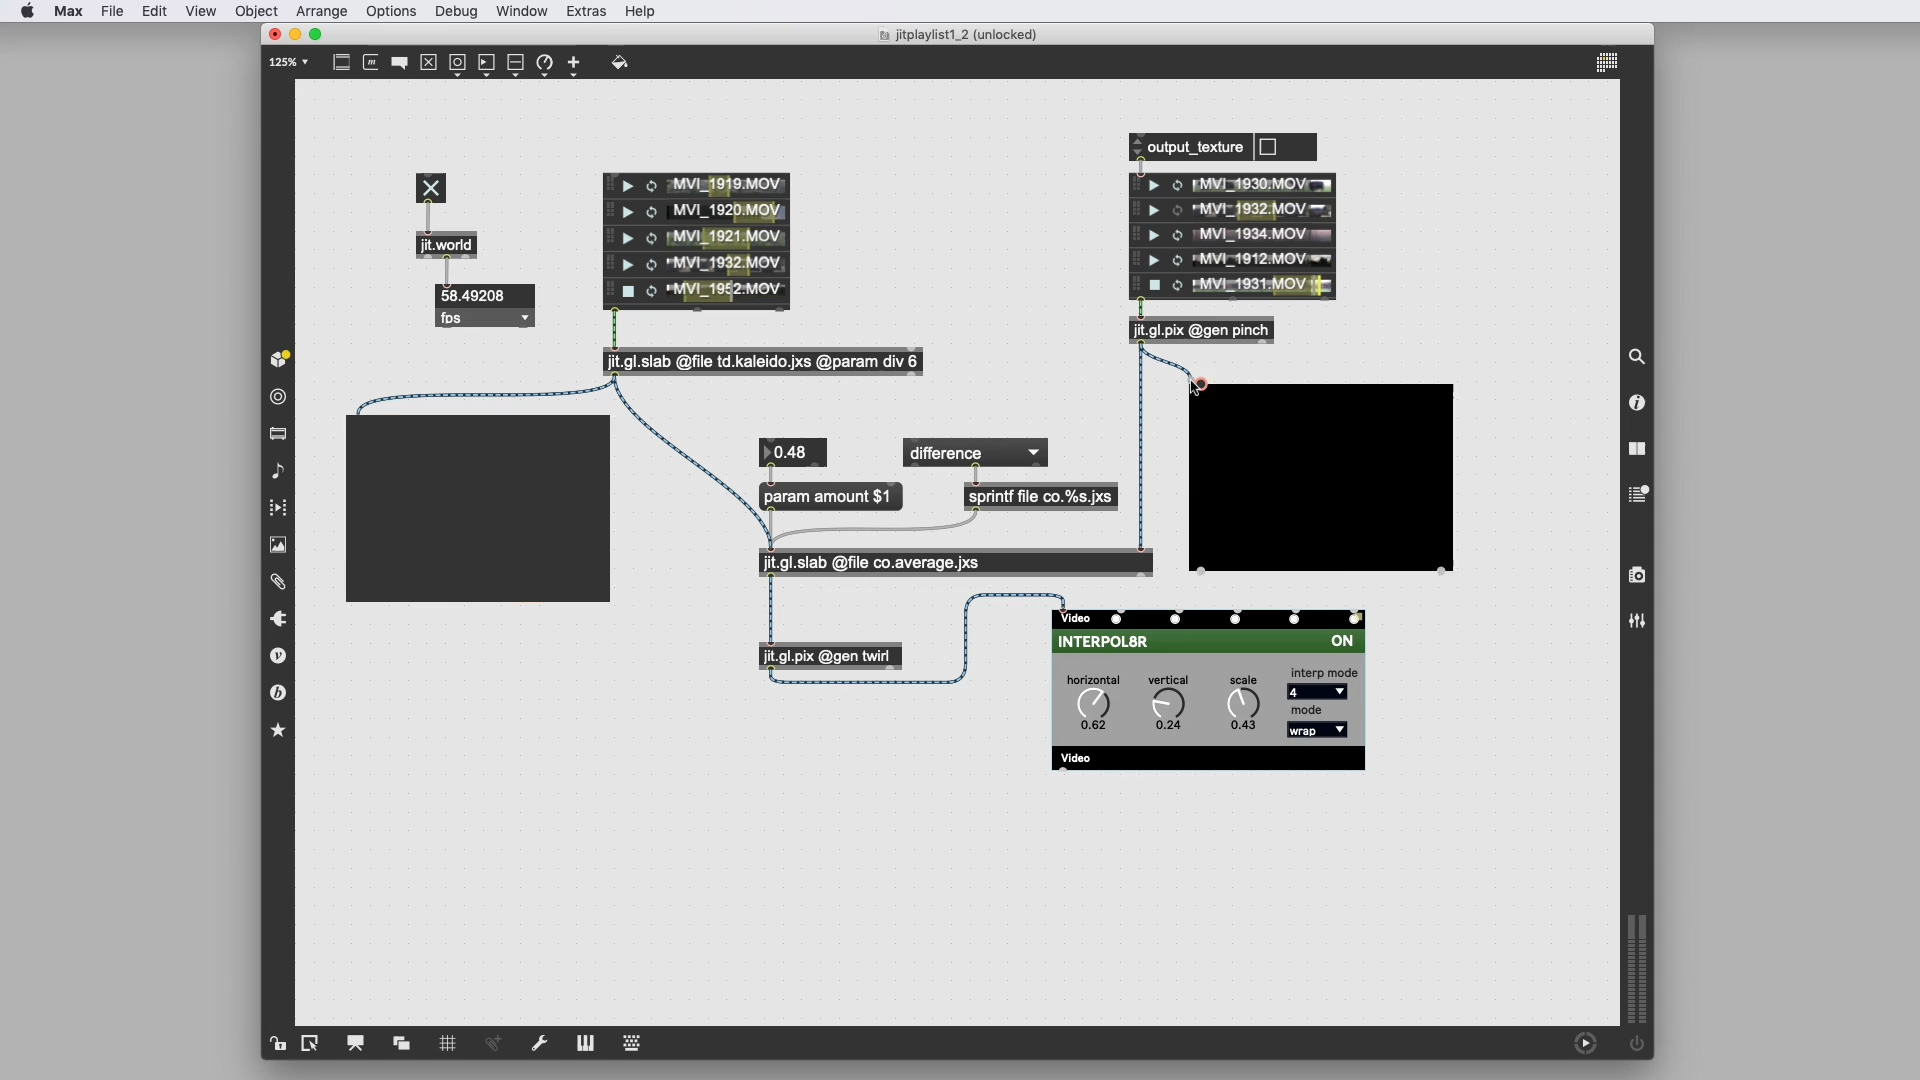 Max File Edit View Object Arrange Options Debug Window Extras Help
jitplaylist1_2 (unlocked)
125%
output_texture
MVI_1919.MOV
MVI_1920.MOV
MVI_1921.MOV
MVI_1932.MOV
MVI_1952.MOV
MVI_1930.MOV
MVI_1932.MOV
MVI_1934.MOV
MVI_1912.MOV
MVI_1931.MOV
jit.world
58.49208
fps
jit.gl.pix @gen pinch
jit.gl.slab @file td.kaleido.jxs @param div 6
0.48
difference
param amount $1
sprintf file co.%s.jxs
jit.gl.slab @file co.average.jxs
jit.gl.pix @gen twirl
Video
INTERPOL8R ON
horizontal vertical scale interp mode
4
mode
0.62 0.24 0.43 wrap
Video